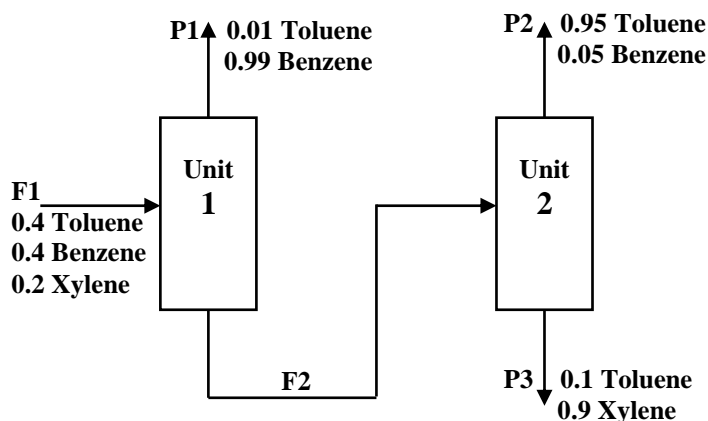 P1 0.01 Toluene
0.99 Benzene
P2 0.95 Toluene
0.05 Benzene
Unit
1
Unit
2
F1
0.4 Toluene
0.4 Benzene
0.2 Xylene
F2
P3 0.1 Toluene
0.9 Xylene